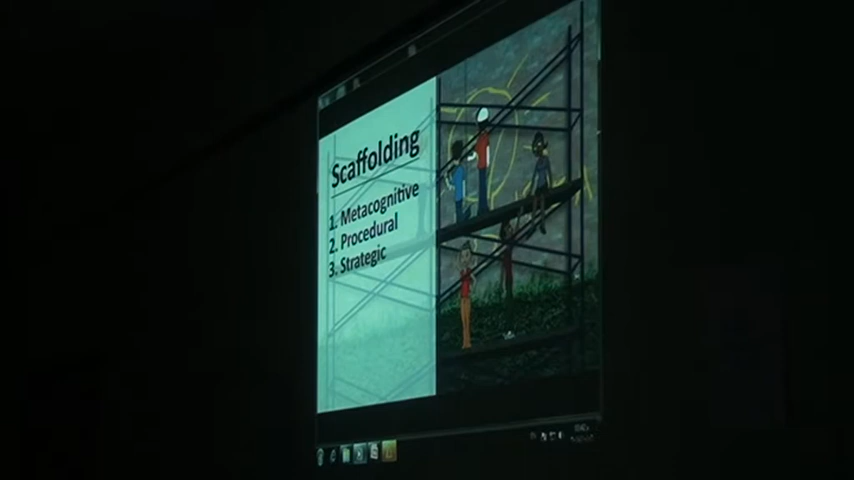 Scaffolding
1. Metacognitive
2. Procedural
3. Strategic